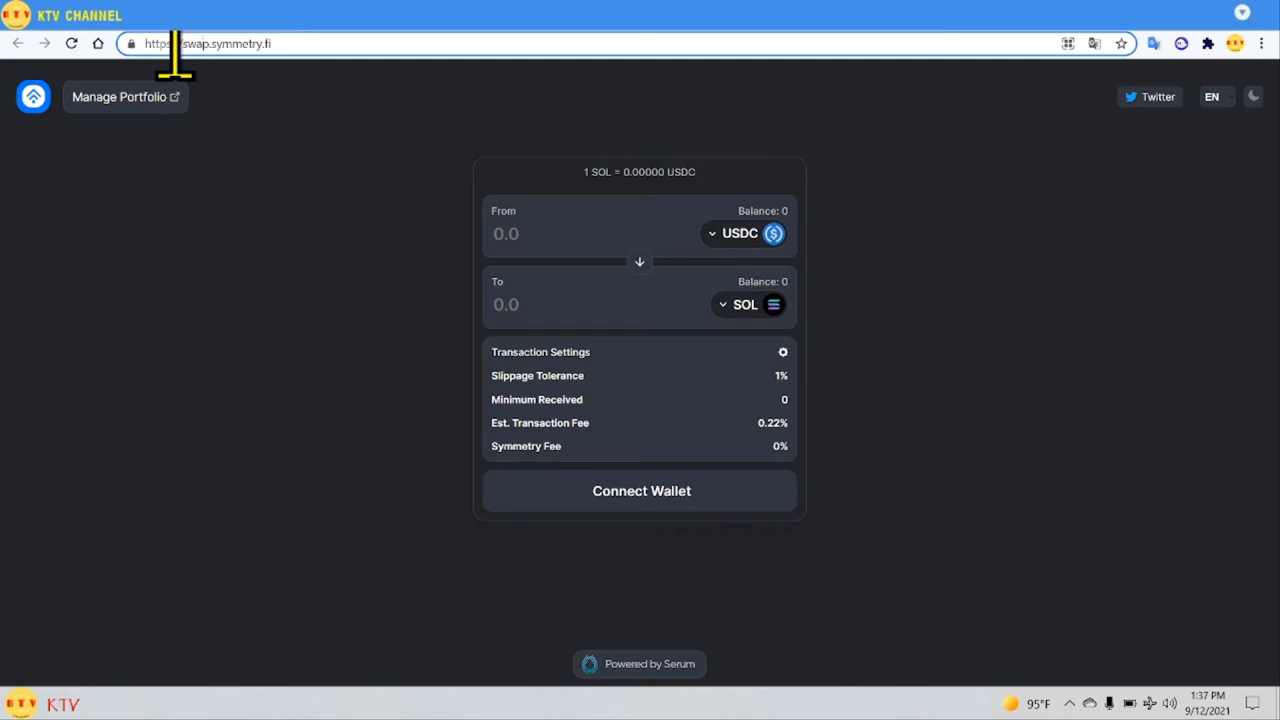 KTV CHANNEL
https://swap.symmetry.fi
Manage Portfolio
Twitter
EN
1 SOL = 0.00000 USDC
From
Balance: 0
0.0
USDC
To
Balance: 0
0.0
SOL
Transaction Settings
Slippage Tolerance 1%
Minimum Received 0
Est. Transaction Fee 0.22%
Symmetry Fee 0%
Connect Wallet
Powered by Serum
KTV
KTV
95°F
1:37 PM
9/12/2021